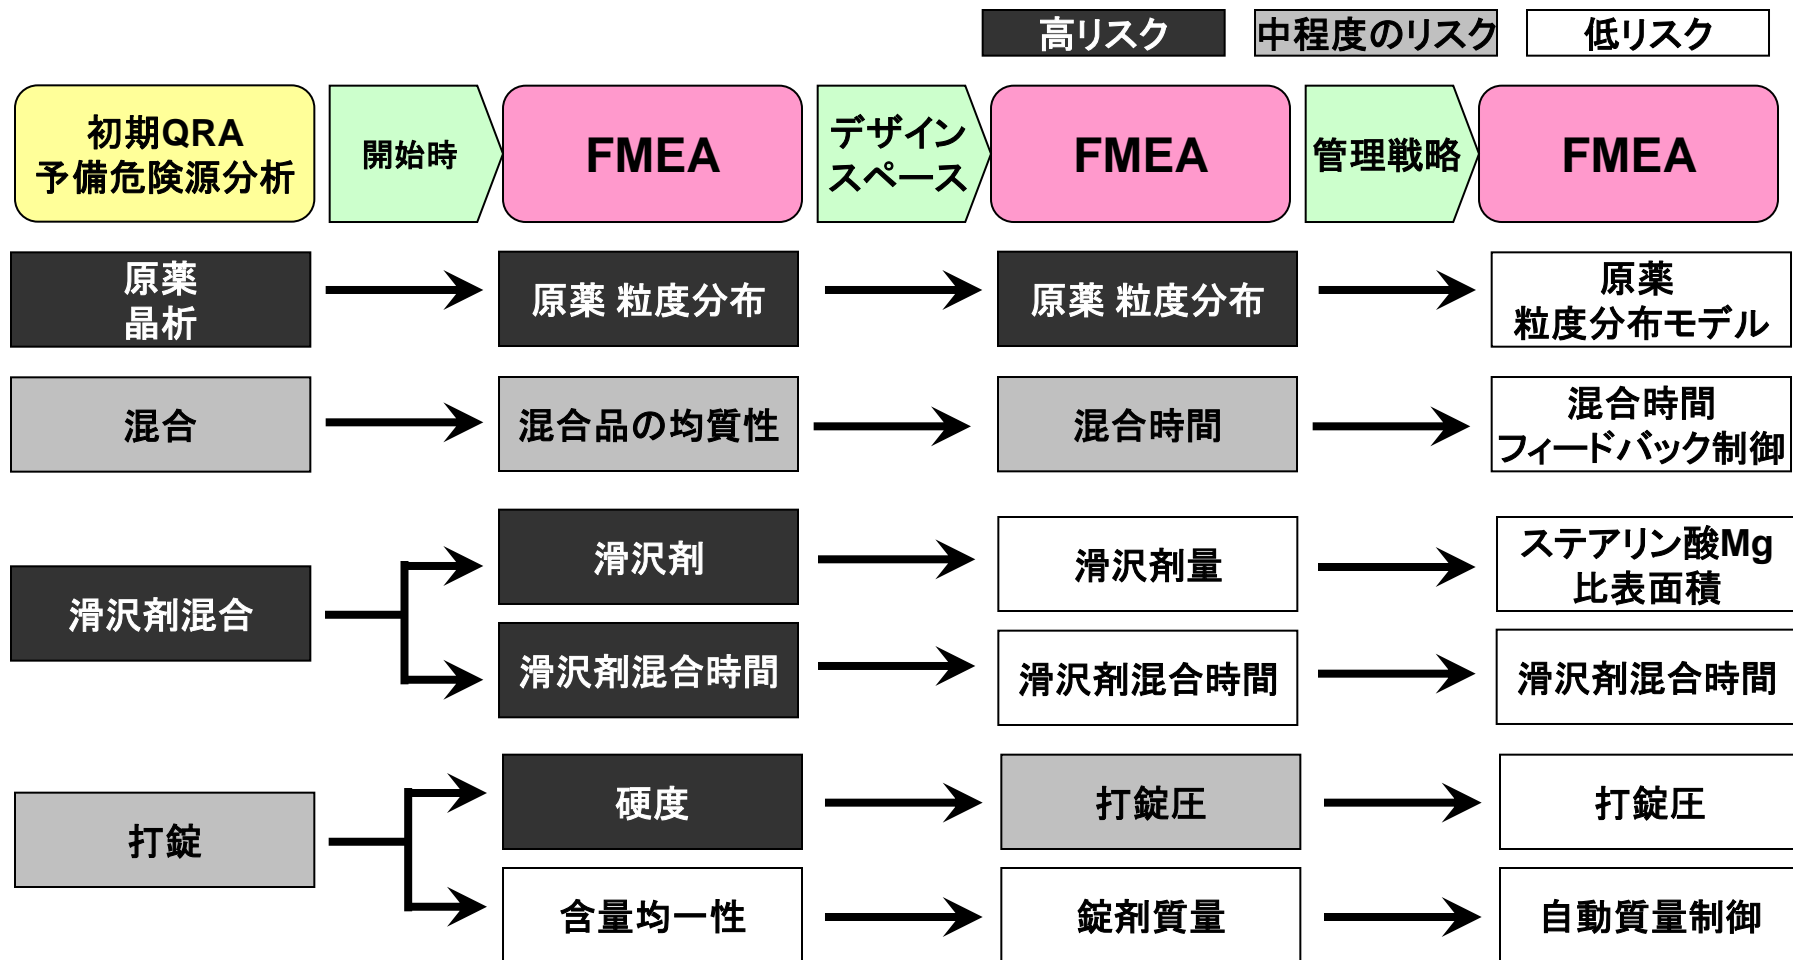 高リスク
中程度のリスク
低リスク
初期QRA
予備危険源分析
開始時
FMEA
デザイン
スペース
FMEA
管理戦略
FMEA
原薬
晶析
原薬 粒度分布
原薬 粒度分布
原薬
粒度分布モデル
混合
混合品の均質性
混合時間
混合時間
フィードバック制御
滑沢剤混合
滑沢剤
滑沢剤量
ステアリン酸Mg
比表面積
滑沢剤混合時間
滑沢剤混合時間
滑沢剤混合時間
打錠
硬度
打錠圧
打錠圧
含量均一性
錠剤質量
自動質量制御